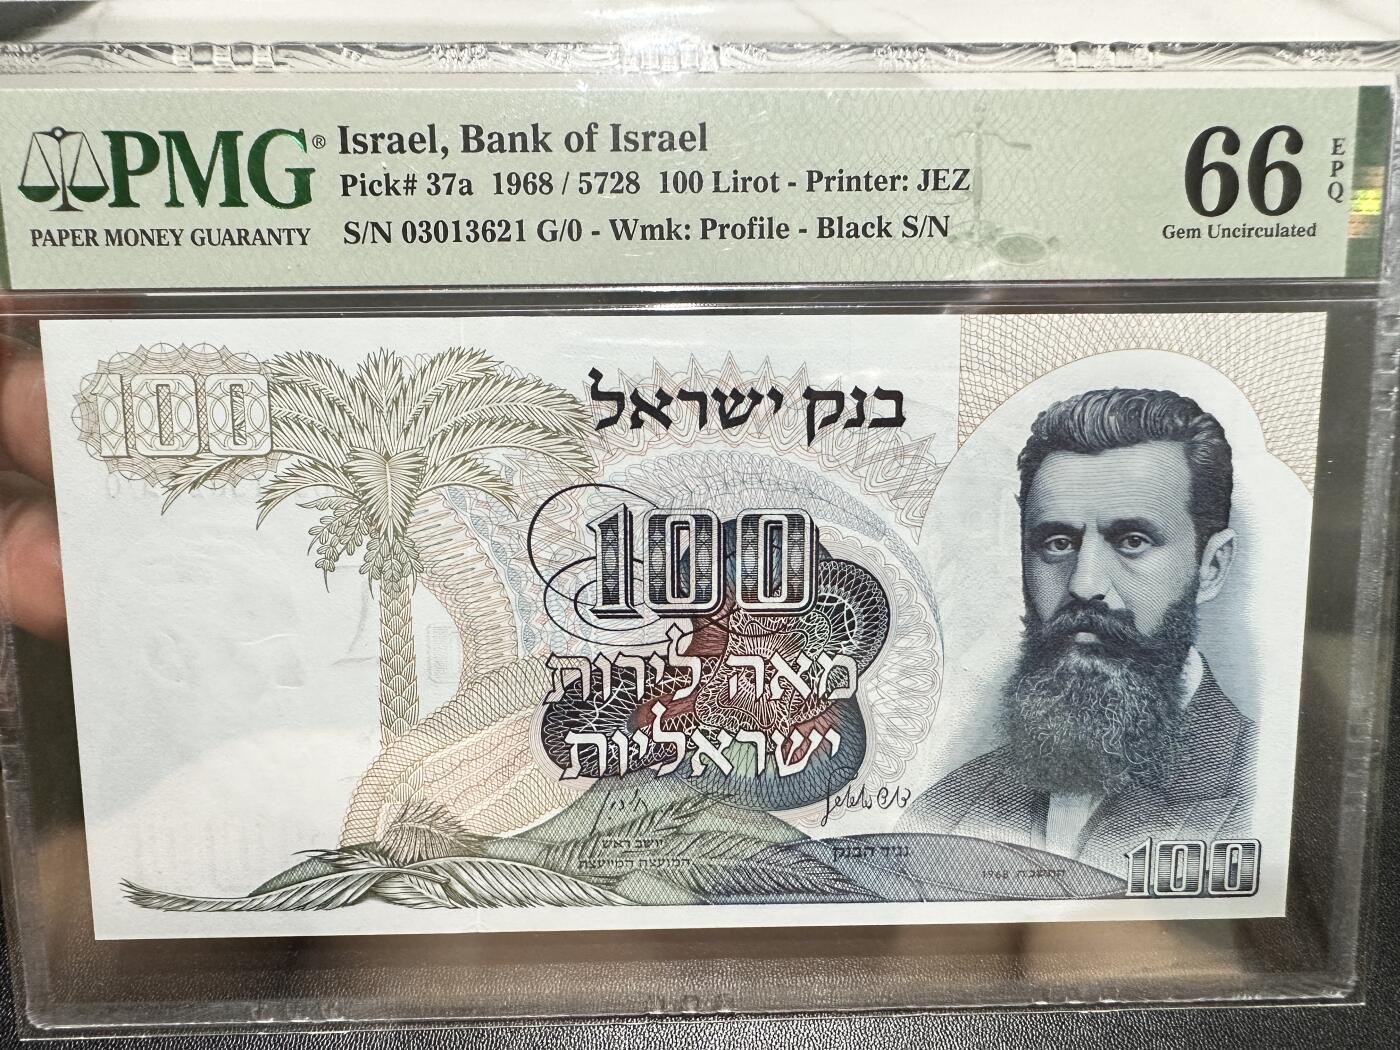 PMG®
PAPER MONEY GUARANTY
Israel, Bank of Israel
Pick# 37a 1968 / 5728 100 Lirot - Printer: JEZ
S/N 03013621 G/0 - Wmk: Profile - Black S/N
66
EPQ
Gem Uncirculated
100
בנק ישראל
100
מאה לירות
ישראליות
יושב ראש
המועצה המייעצת
נגיד הבנק
התשכ״ח 1968
100